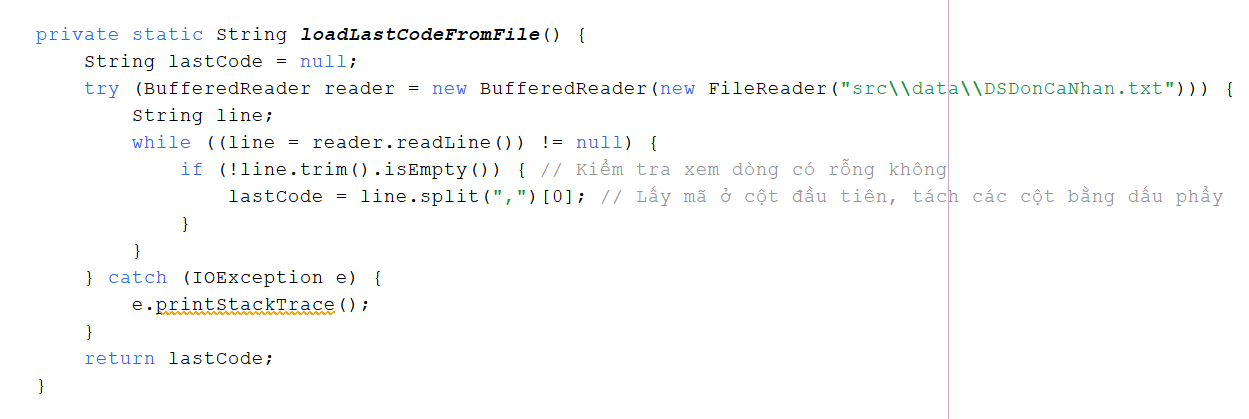 private static String loadLastCodeFromFile() {
    String lastCode = null;
    try (BufferedReader reader = new BufferedReader(new FileReader("src\\data\\DSDonCaNhan.txt"))) {
        String line;
        while ((line = reader.readLine()) != null) {
            if (!line.trim().isEmpty()) { // Kiểm tra xem dòng có rỗng không
                lastCode = line.split(",")[0]; // Lấy mã ở cột đầu tiên, tách các cột bằng dấu phẩy
            }
        }
    } catch (IOException e) {
        e.printStackTrace();
    }
    return lastCode;
}